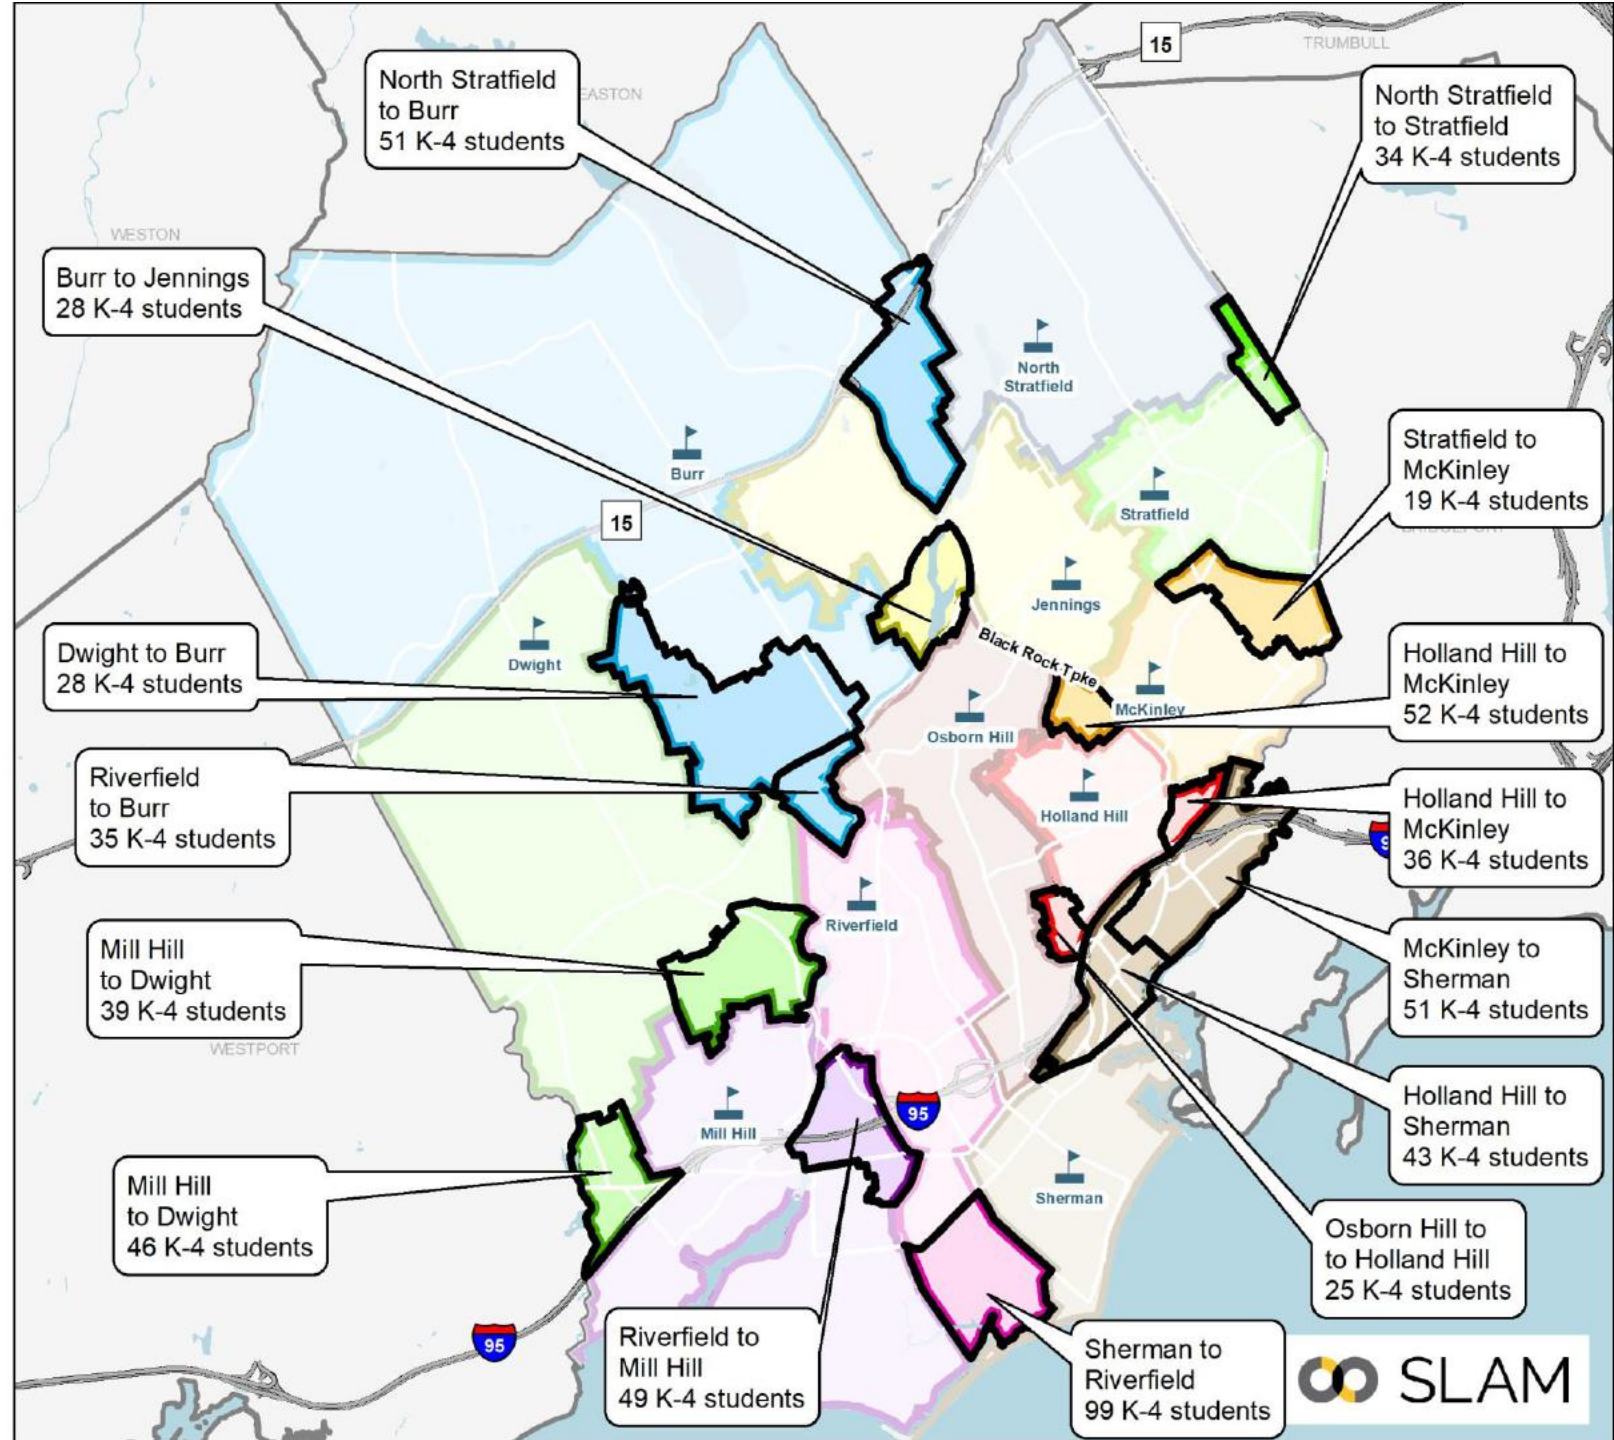 15
TRUMBULL
EASTON
North Stratfield
to Burr
51 K-4 students
North Stratfield
to Stratfield
34 K-4 students
WESTON
Burr to Jennings
28 K-4 students
North
Stratfield
Burr
Stratfield to
McKinley
19 K-4 students
Stratfield
15
Jennings
Black Rock Tpke
Dwight
Dwight to Burr
28 K-4 students
Holland Hill to
McKinley
52 K-4 students
McKinley
Osborn Hill
Riverfield
to Burr
35 K-4 students
Holland Hill
Holland Hill to
McKinley
36 K-4 students
Riverfield
Mill Hill
to Dwight
39 K-4 students
McKinley to
Sherman
51 K-4 students
WESTPORT
95
Mill Hill
Holland Hill to
Sherman
43 K-4 students
Sherman
Mill Hill
to Dwight
46 K-4 students
Osborn Hill to
to Holland Hill
25 K-4 students
95
Riverfield to
Mill Hill
49 K-4 students
Sherman to
Riverfield
99 K-4 students
SLAM